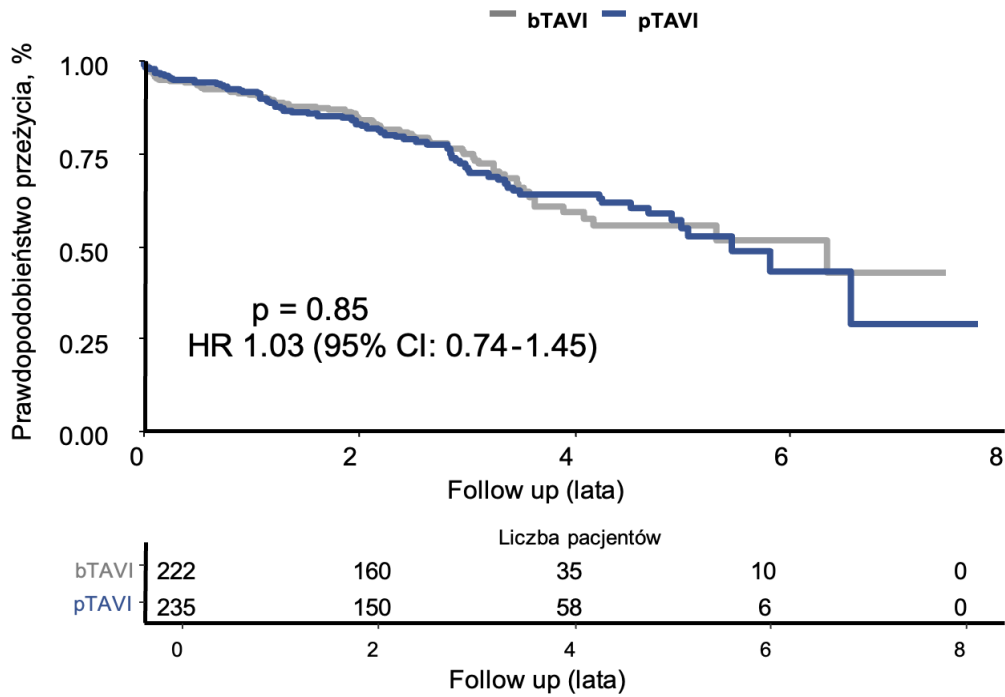 bTAVI pTAVI
Prawdopodobieństwo przeżycia, %
1.00
0.75
0.50
0.25
0.00
p = 0.85
HR 1.03 (95% CI: 0.74-1.45)
0 2 4 6 8
Follow up (lata)
Liczba pacjentów
bTAVI 222 160 35 10 0
pTAVI 235 150 58 6 0
0 2 4 6 8
Follow up (lata)